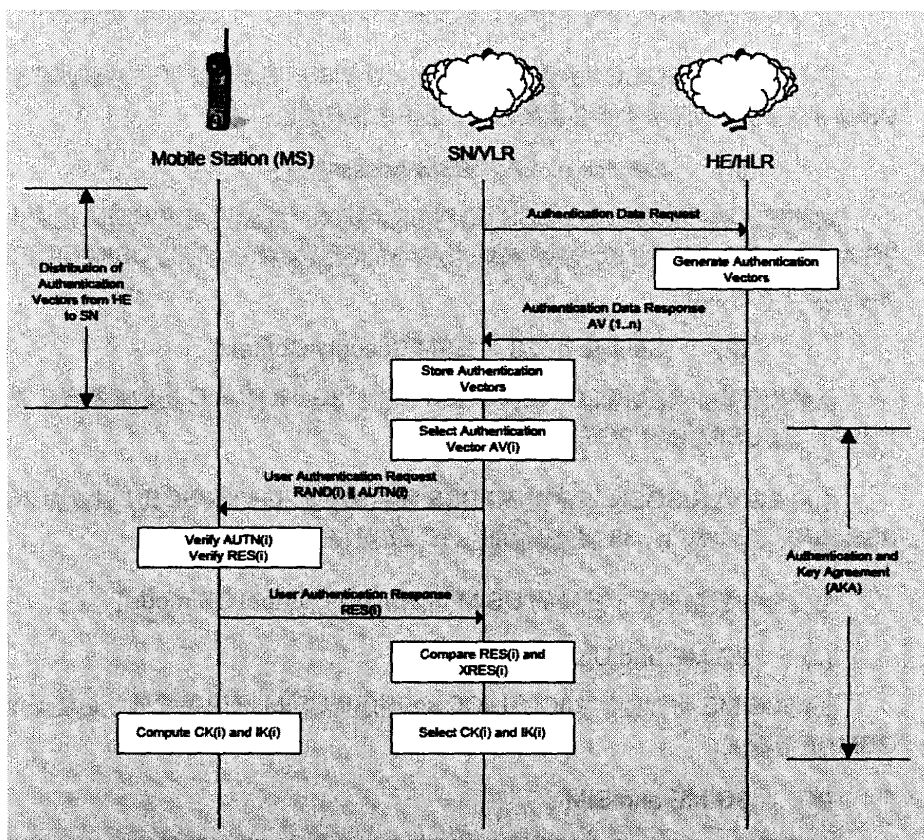 Mobile Station (MS)
SN/VLR
HE/HLR
Authentication Data Request
Generate Authentication
Vectors
Distribution of
Authentication
Vectors from HE
to SN
Authentication Data Response
AV (1..n)
Store Authentication
Vectors
Select Authentication
Vector AV(i)
User Authentication Request
RAND(i) || AUTN(i)
Verify AUTN(i)
Verify RES(i)
Authentication and
Key Agreement
(AKA)
User Authentication Response
RES(i)
Compare RES(i) and
XRES(i)
Compute CK(i) and IK(i)
Select CK(i) and IK(i)